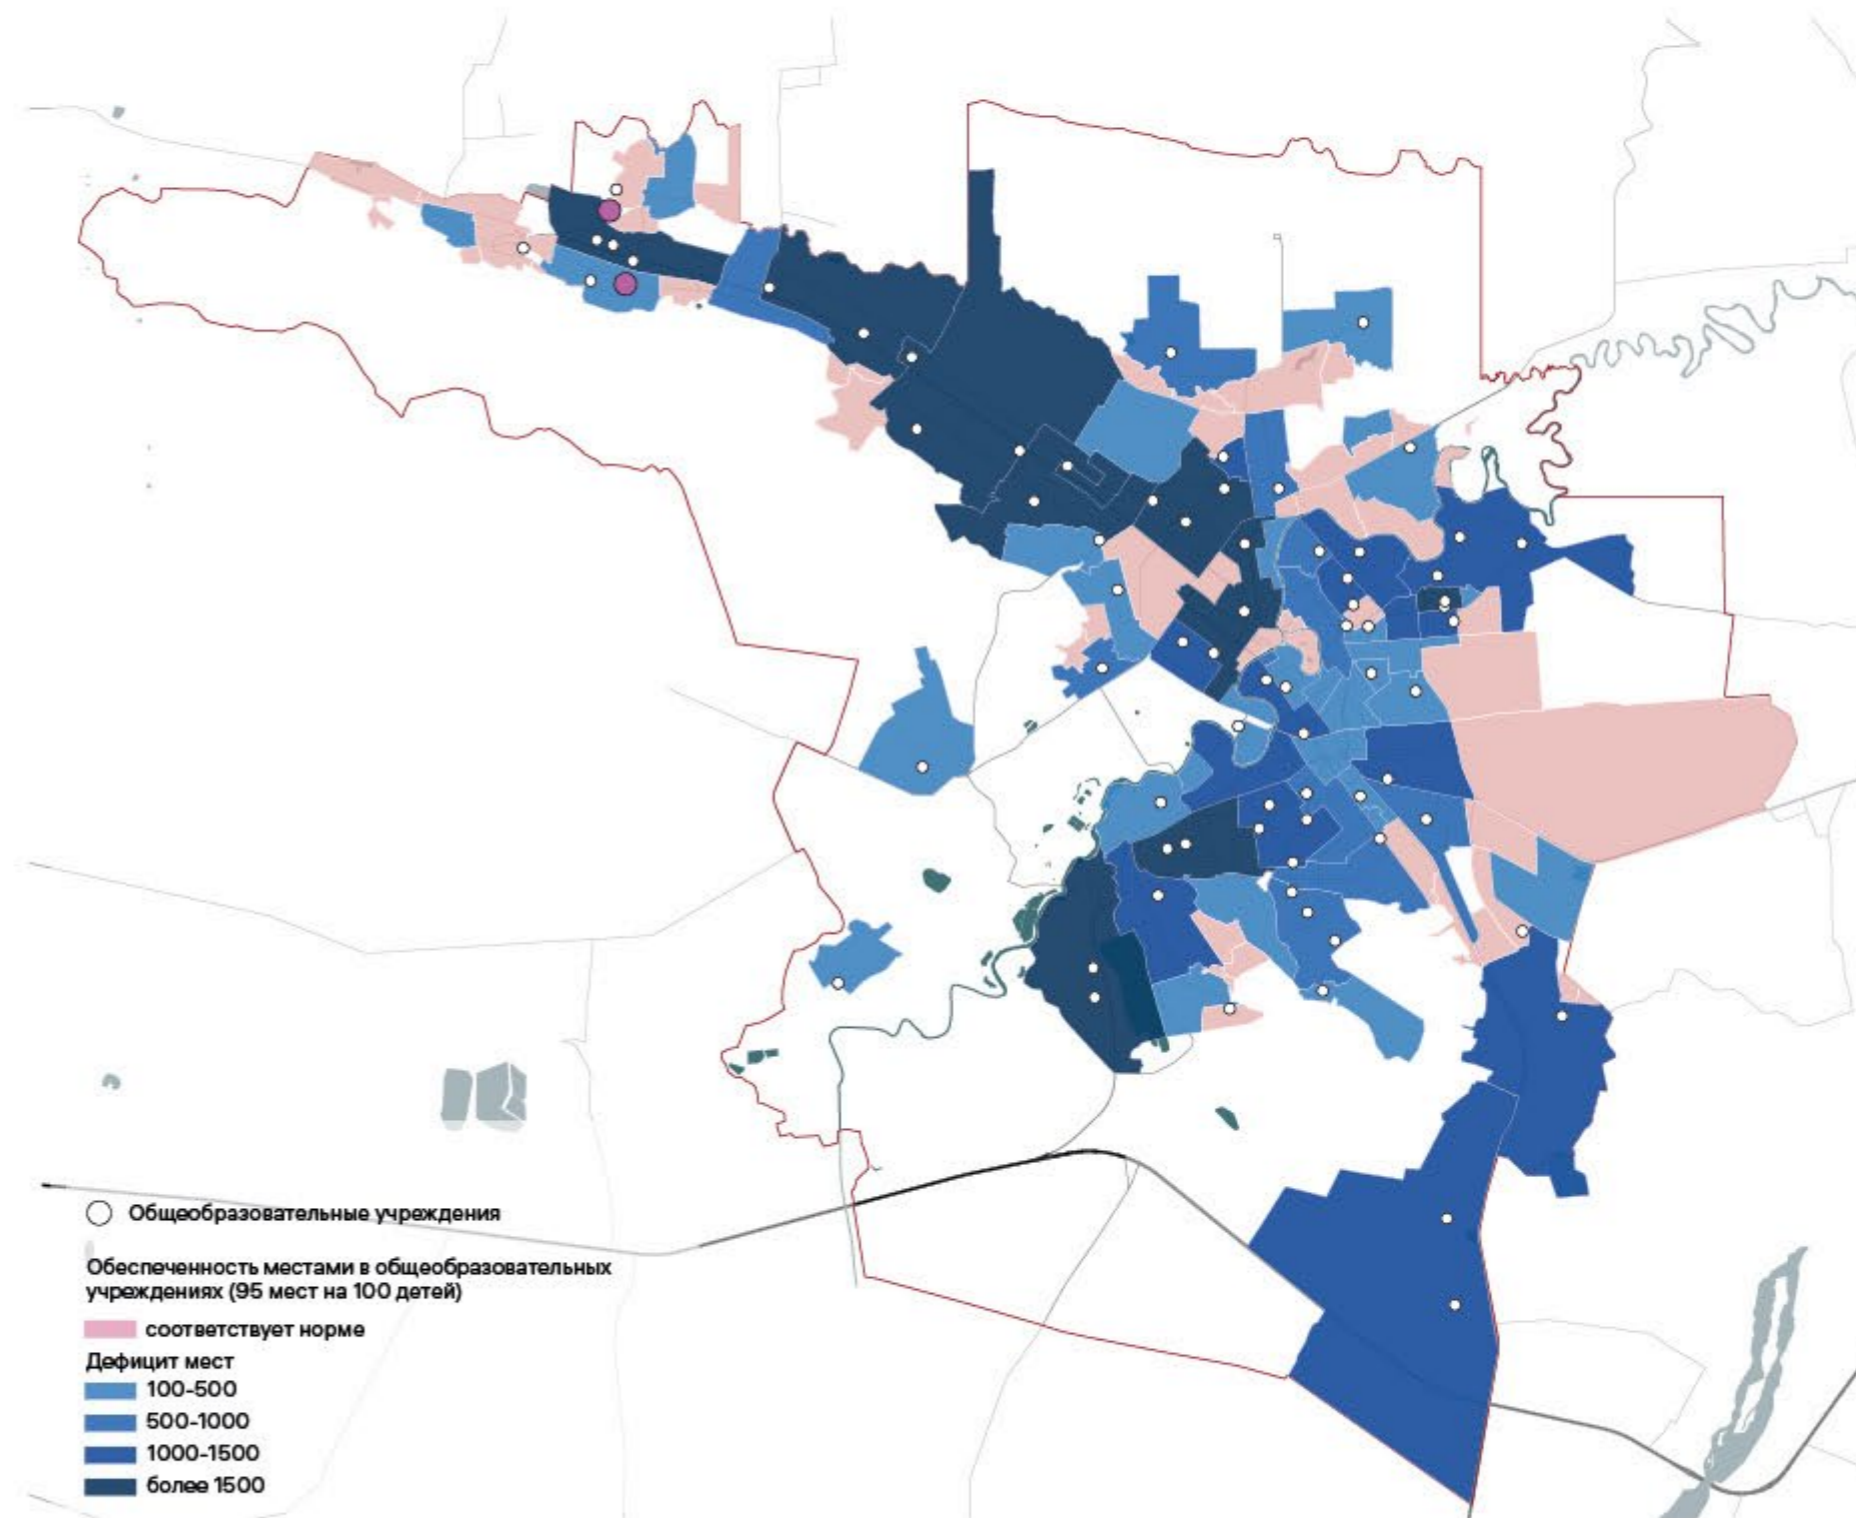 Общеобразовательные учреждения
Обеспеченность местами в общеобразовательных
учреждениях (95 мест на 100 детей)
соответствует норме
Дефицит мест
100-500
500-1000
1000-1500
более 1500